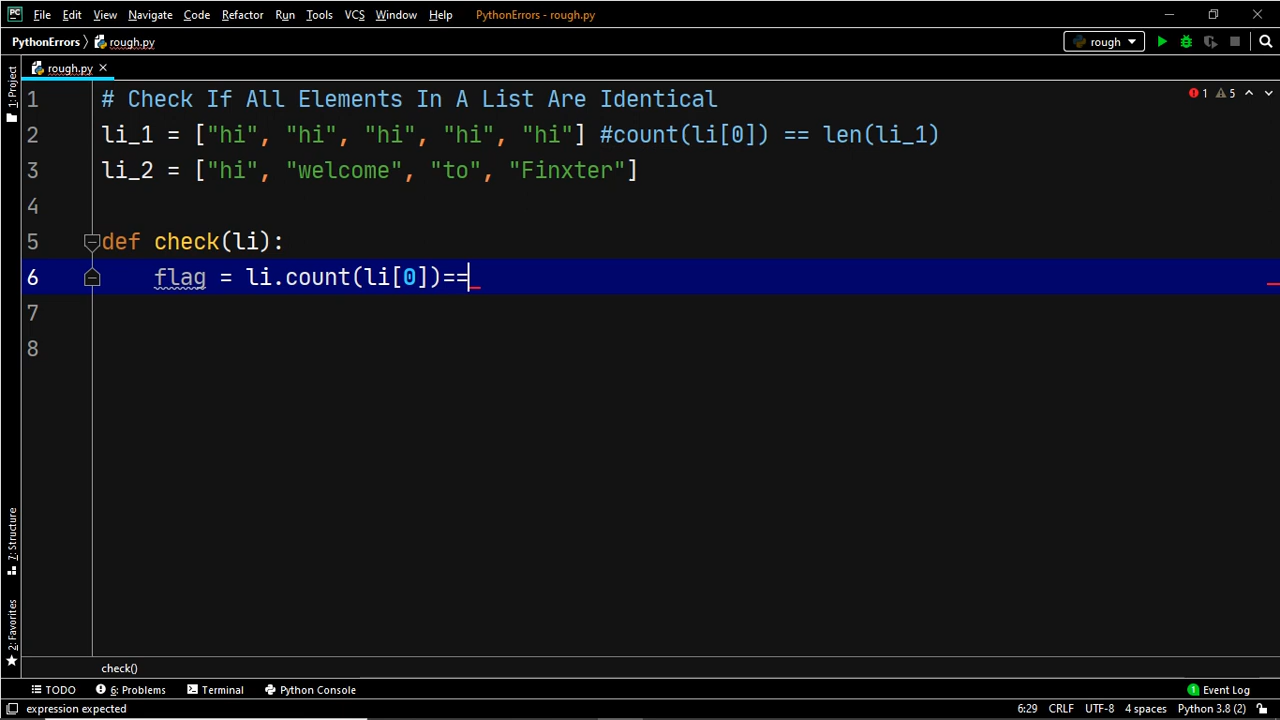 PC File Edit View Navigate Code Refactor Run Tools VCS Window Help PythonErrors - rough.py
PythonErrors rough.py rough
rough.py
1: Project
1 # Check If All Elements In A List Are Identical 1 5
2 li_1 = ["hi", "hi", "hi", "hi", "hi"] #count(li[0]) == len(li_1)
3 li_2 = ["hi", "welcome", "to", "Finxter"]
4
5 def check(li):
6 flag = li.count(li[0])==
7
8
7: Structure
2: Favorites
check()
TODO 6: Problems Terminal Python Console 1 Event Log
expression expected 6:29 CRLF UTF-8 4 spaces Python 3.8 (2)